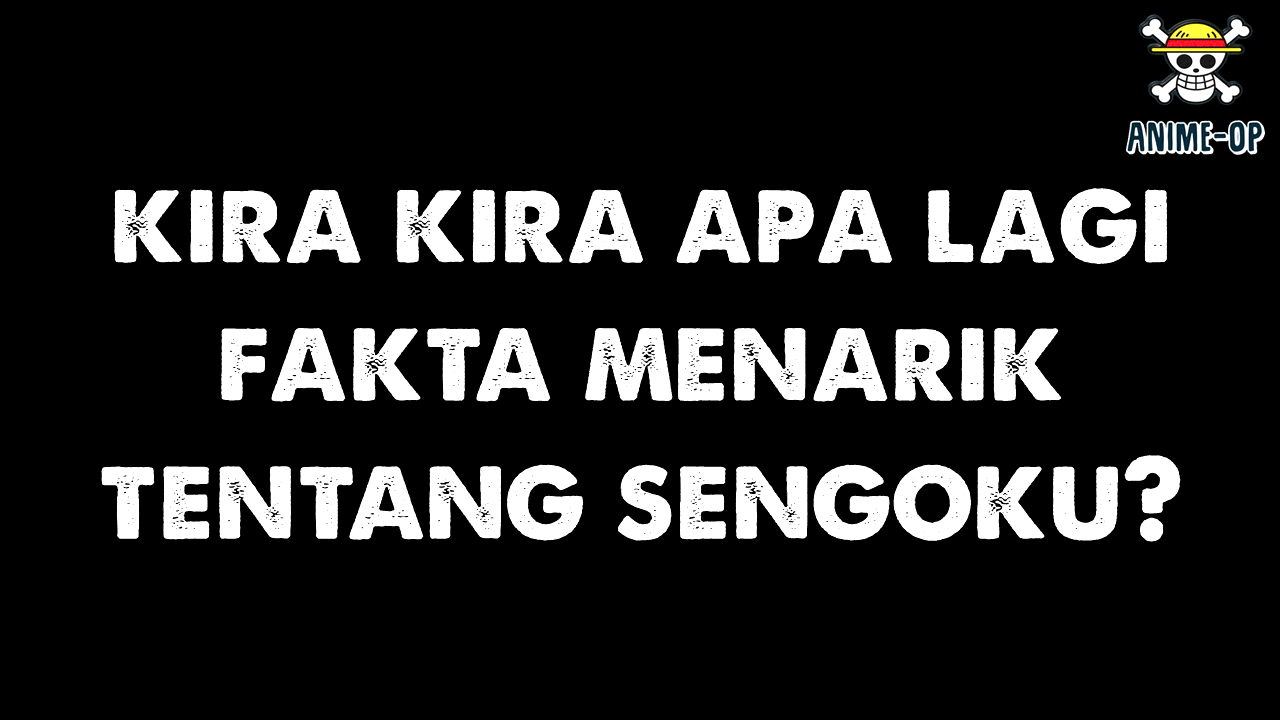 ANIME-OP
KIRA KIRA APA LAGI
FAKTA MENARIK
TENTANG SENGOKU?